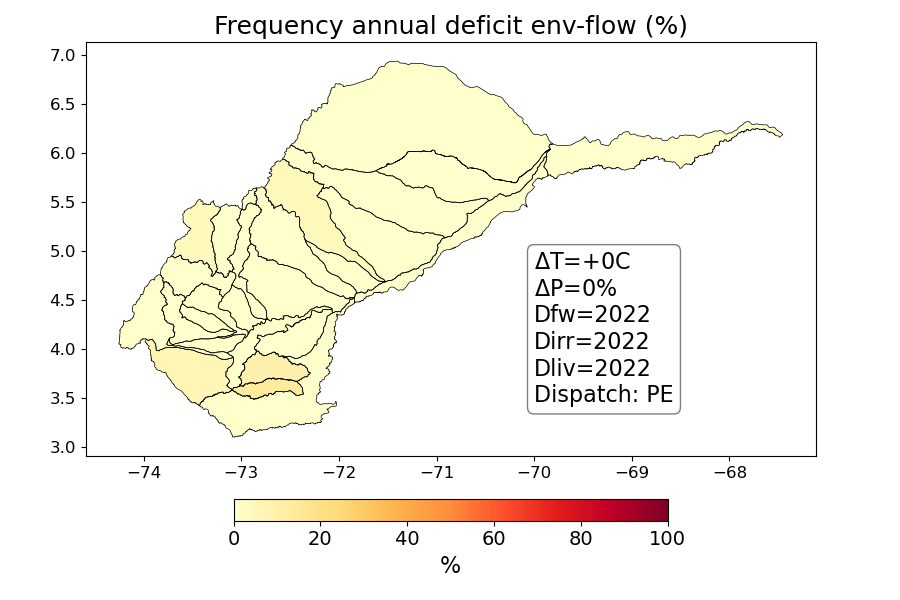 Frequency annual deficit env-flow (%)
7.0
6.5
6.0
5.5
5.0
4.5
4.0
3.5
3.0
ΔT=+0C
ΔP=0%
Dfw=2022
Dirr=2022
Dliv=2022
Dispatch: PE
−74 −73 −72 −71 −70 −69 −68
0 20 40 60 80 100
%